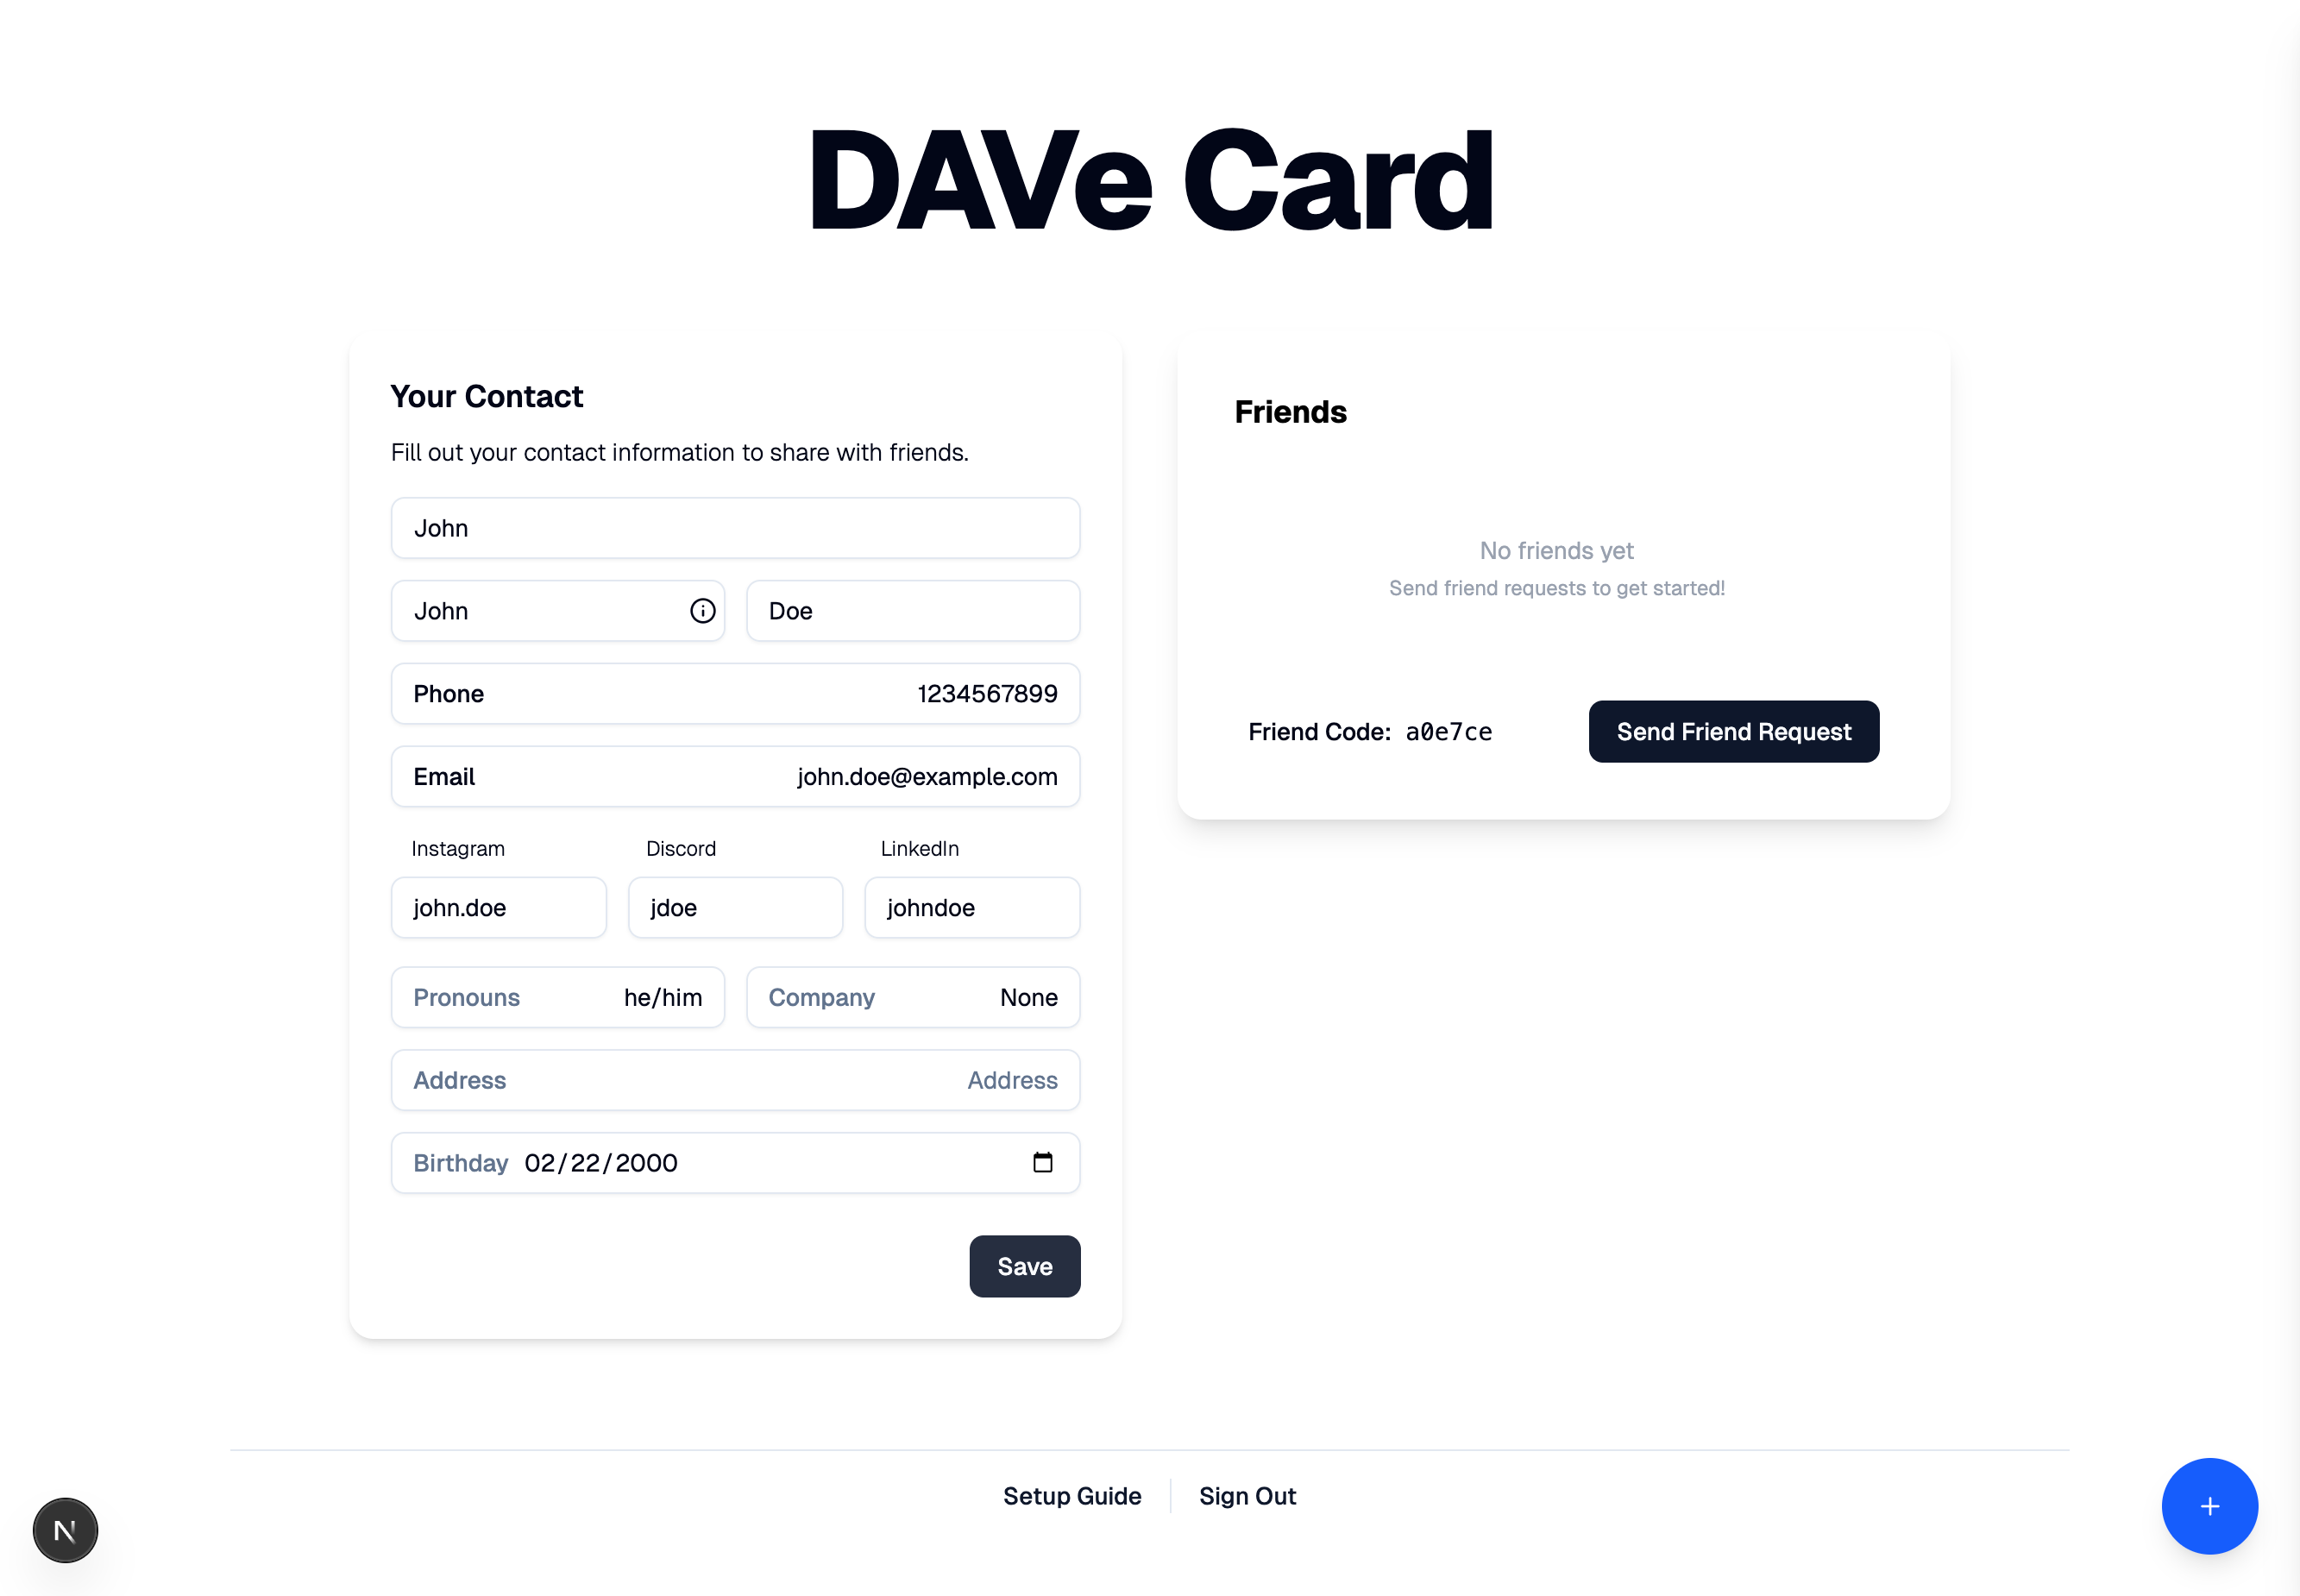 DAVe Card
Your Contact
Fill out your contact information to share with friends.
John
John
Doe
Phone 1234567899
Email john.doe@example.com
Instagram Discord LinkedIn
john.doe jdoe johndoe
Pronouns he/him Company None
Address Address
Birthday 02/22/2000
Save
Friends
No friends yet
Send friend requests to get started!
Friend Code: a0e7ce
Send Friend Request
Setup Guide
Sign Out
N
+